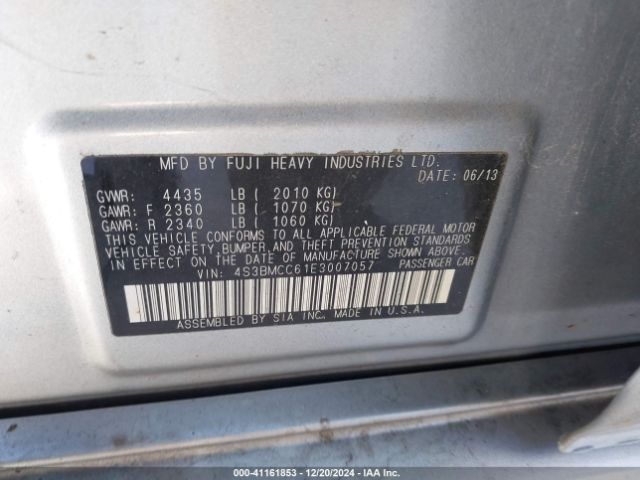 MFD BY FUJI HEAVY INDUSTRIES LTD.
DATE: 06/13
GVWR: 4435 LB ( 2010 KG)
GAWR: F 2360 LB ( 1070 KG)
GAWR: R 2340 LB ( 1060 KG)
THIS VEHICLE CONFORMS TO ALL APPLICABLE FEDERAL MOTOR
VEHICLE SAFETY, BUMPER, AND THEFT PREVENTION STANDARDS
IN EFFECT ON THE DATE OF MANUFACTURE SHOWN ABOVE.
VIN: 4S3BMCC61E3007057 PASSENGER CAR
ASSEMBLED BY SIA INC., MADE IN U.S.A.
000-41161853 - 12/20/2024 - IAA Inc.